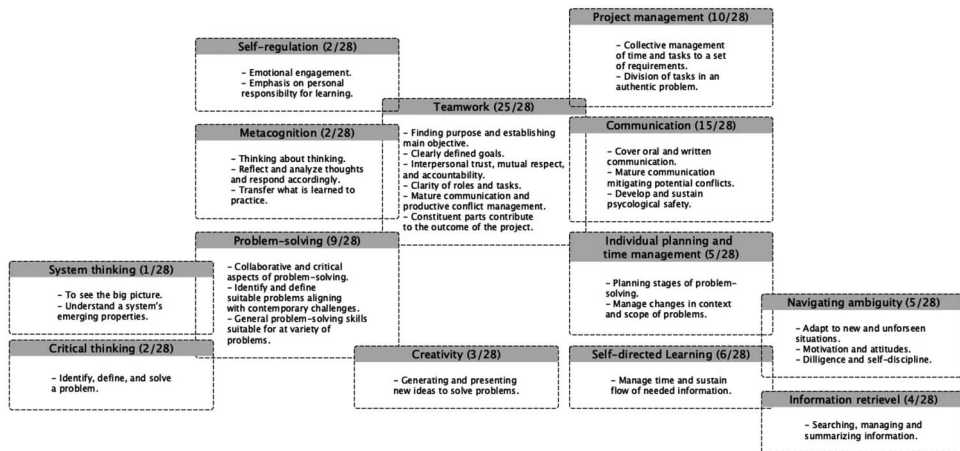 Project management (10/28)
- Collective management
of time and tasks to a set
of requirements.
- Division of tasks in an
authentic problem.
Self-regulation (2/28)
- Emotional engagement.
- Emphasis on personal
responsibilty for learning.
Teamwork (25/28)
- Finding purpose and establishing
main objective.
- Clearly defined goals.
- Interpersonal trust, mutual respect, and
and accountability.
- Clarity of roles and tasks.
- Mature communication and
productive conflict management.
- Constituent parts contribute
to the outcome of the project.
Metacognition (2/28)
- Thinking about thinking.
- Reflect and analyze thoughts
and respond accordingly.
- Transfer what is learned to
practice.
Communication (15/28)
- Cover oral and written
communication.
- Mature communication
mitigating potential conflicts.
- Develop and sustain
psycological safety.
Problem-solving (9/28)
- Collaborative and critical
aspects of problem-solving.
- Identify and define
suitable problems aligning
with contemporary challenges.
- General problem-solving skills
suitable for at variety of
problems.
Individual planning and
time management (5/28)
- Planning stages of problem-
solving.
- Manage changes in context
and scope of problems.
System thinking (1/28)
- To see the big picture.
- Understand a system's
emerging properties.
Navigating ambiguity (5/28)
- Adapt to new and unforseen
situations.
- Motivation and attitudes.
- Dilligence and self-discipline.
Critical thinking (2/28)
- Identify, define, and solve
a problem.
Creativity (3/28)
- Generating and presenting
new ideas to solve problems.
Self-directed Learning (6/28)
- Manage time and sustain
flow of needed information.
Information retrievel (4/28)
- Searching, managing and
summarizing information.